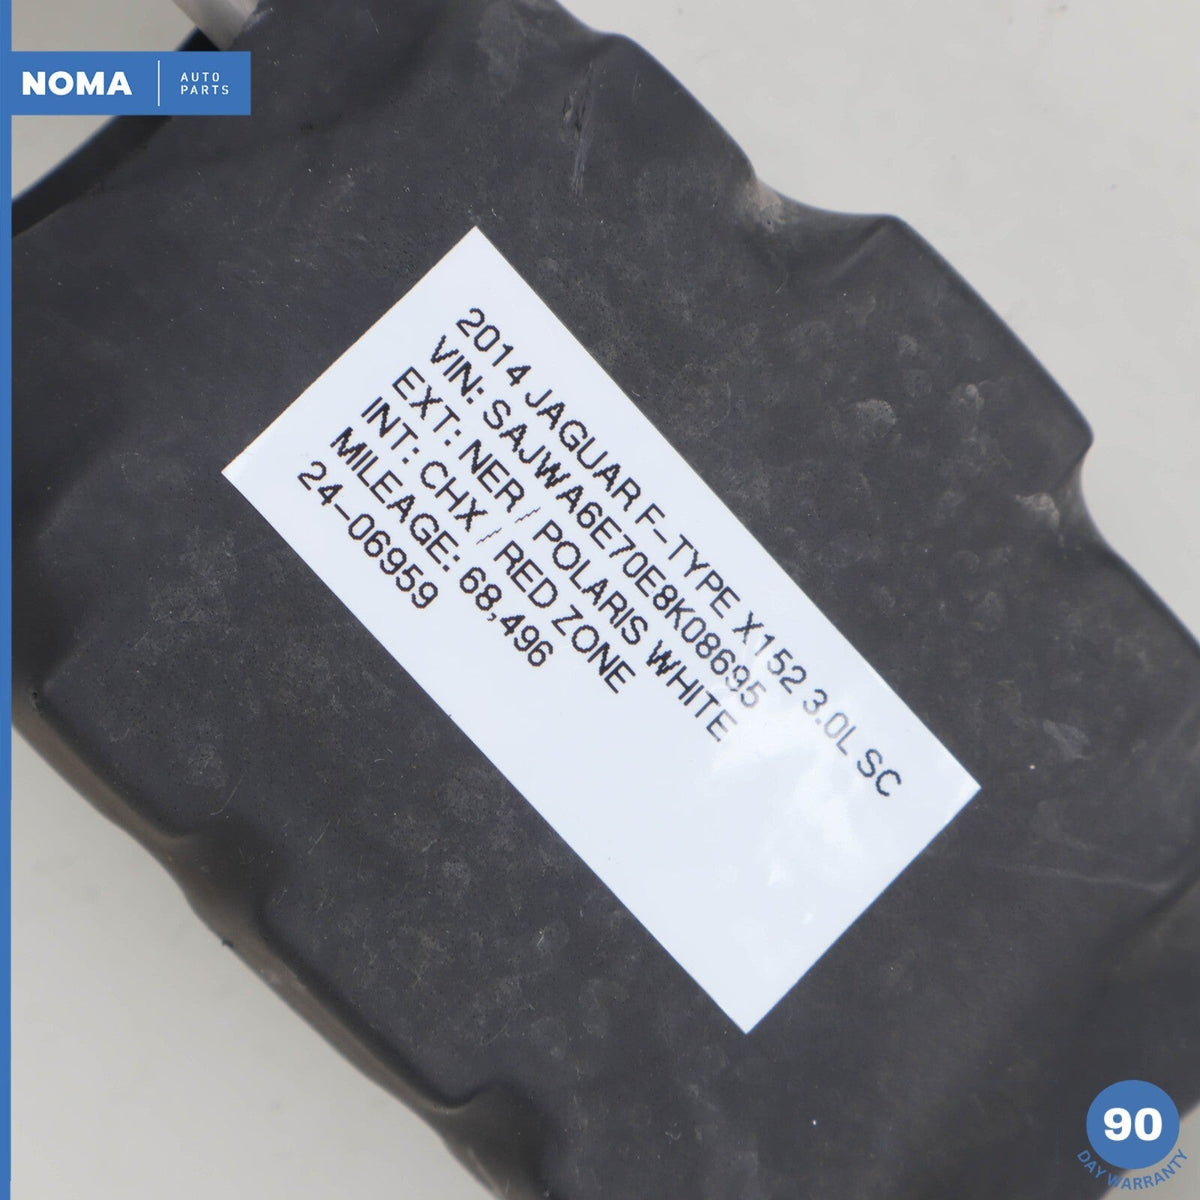 NOMA
AUTO
PARTS
2014 JAGUAR F-TYPE X152 3.0L SC
VIN: SAJWA6E70E8K08695
EXT: NER / POLARIS WHITE
INT: CHX / RED ZONE
MILEAGE: 68,496
24-06959
90
DAY WARRANTY